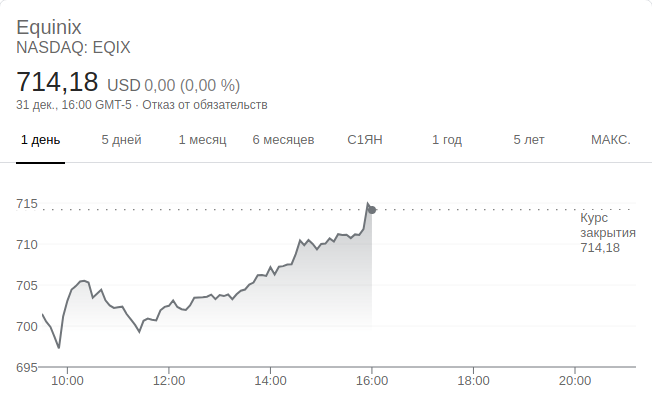 Equinix
NASDAQ: EQIX
714,18 USD 0,00 (0,00 %)
31 дек., 16:00 GMT-5 · Отказ от обязательств
1 день 5 дней 1 месяц 6 месяцев С1ЯН 1 год 5 лет МАКС.
715
Курс
закрытия
714,18
710
705
700
695
10:00 12:00 14:00 16:00 18:00 20:00